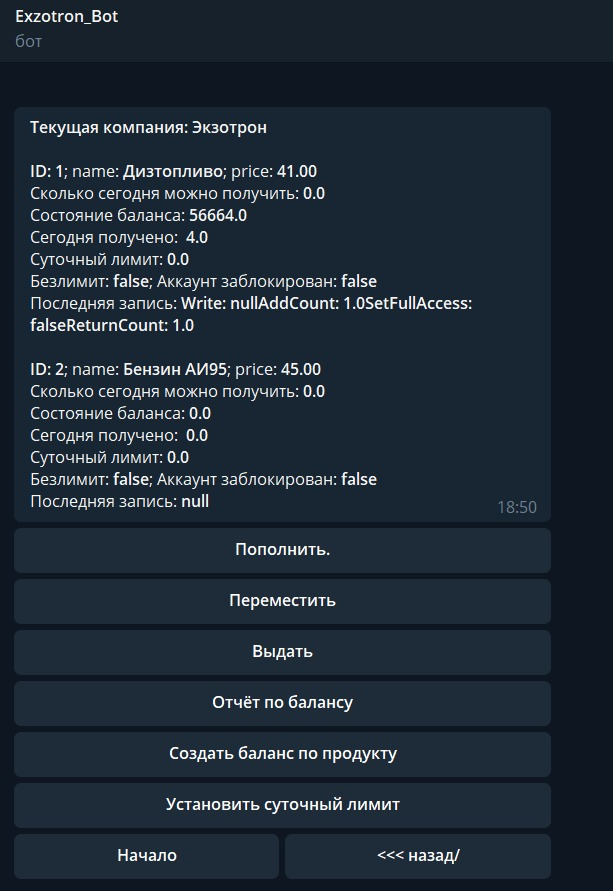 Exzotron_Bot
бот
Текущая компания: Экзотрон
ID: 1; name: Дизтопливо; price: 41.00
Сколько сегодня можно получить: 0.0
Состояние баланса: 56664.0
Сегодня получено:  4.0
Суточный лимит: 0.0
Безлимит: false; Аккаунт заблокирован: false
Последняя запись: Write: nullAddCount: 1.0SetFullAccess:
falseReturnCount: 1.0
ID: 2; name: Бензин АИ95; price: 45.00
Сколько сегодня можно получить: 0.0
Состояние баланса: 0.0
Сегодня получено:  0.0
Суточный лимит: 0.0
Безлимит: false; Аккаунт заблокирован: false
Последняя запись: null
18:50
Пополнить.
Переместить
Выдать
Отчёт по балансу
Создать баланс по продукту
Установить суточный лимит
Начало
<<< назад/